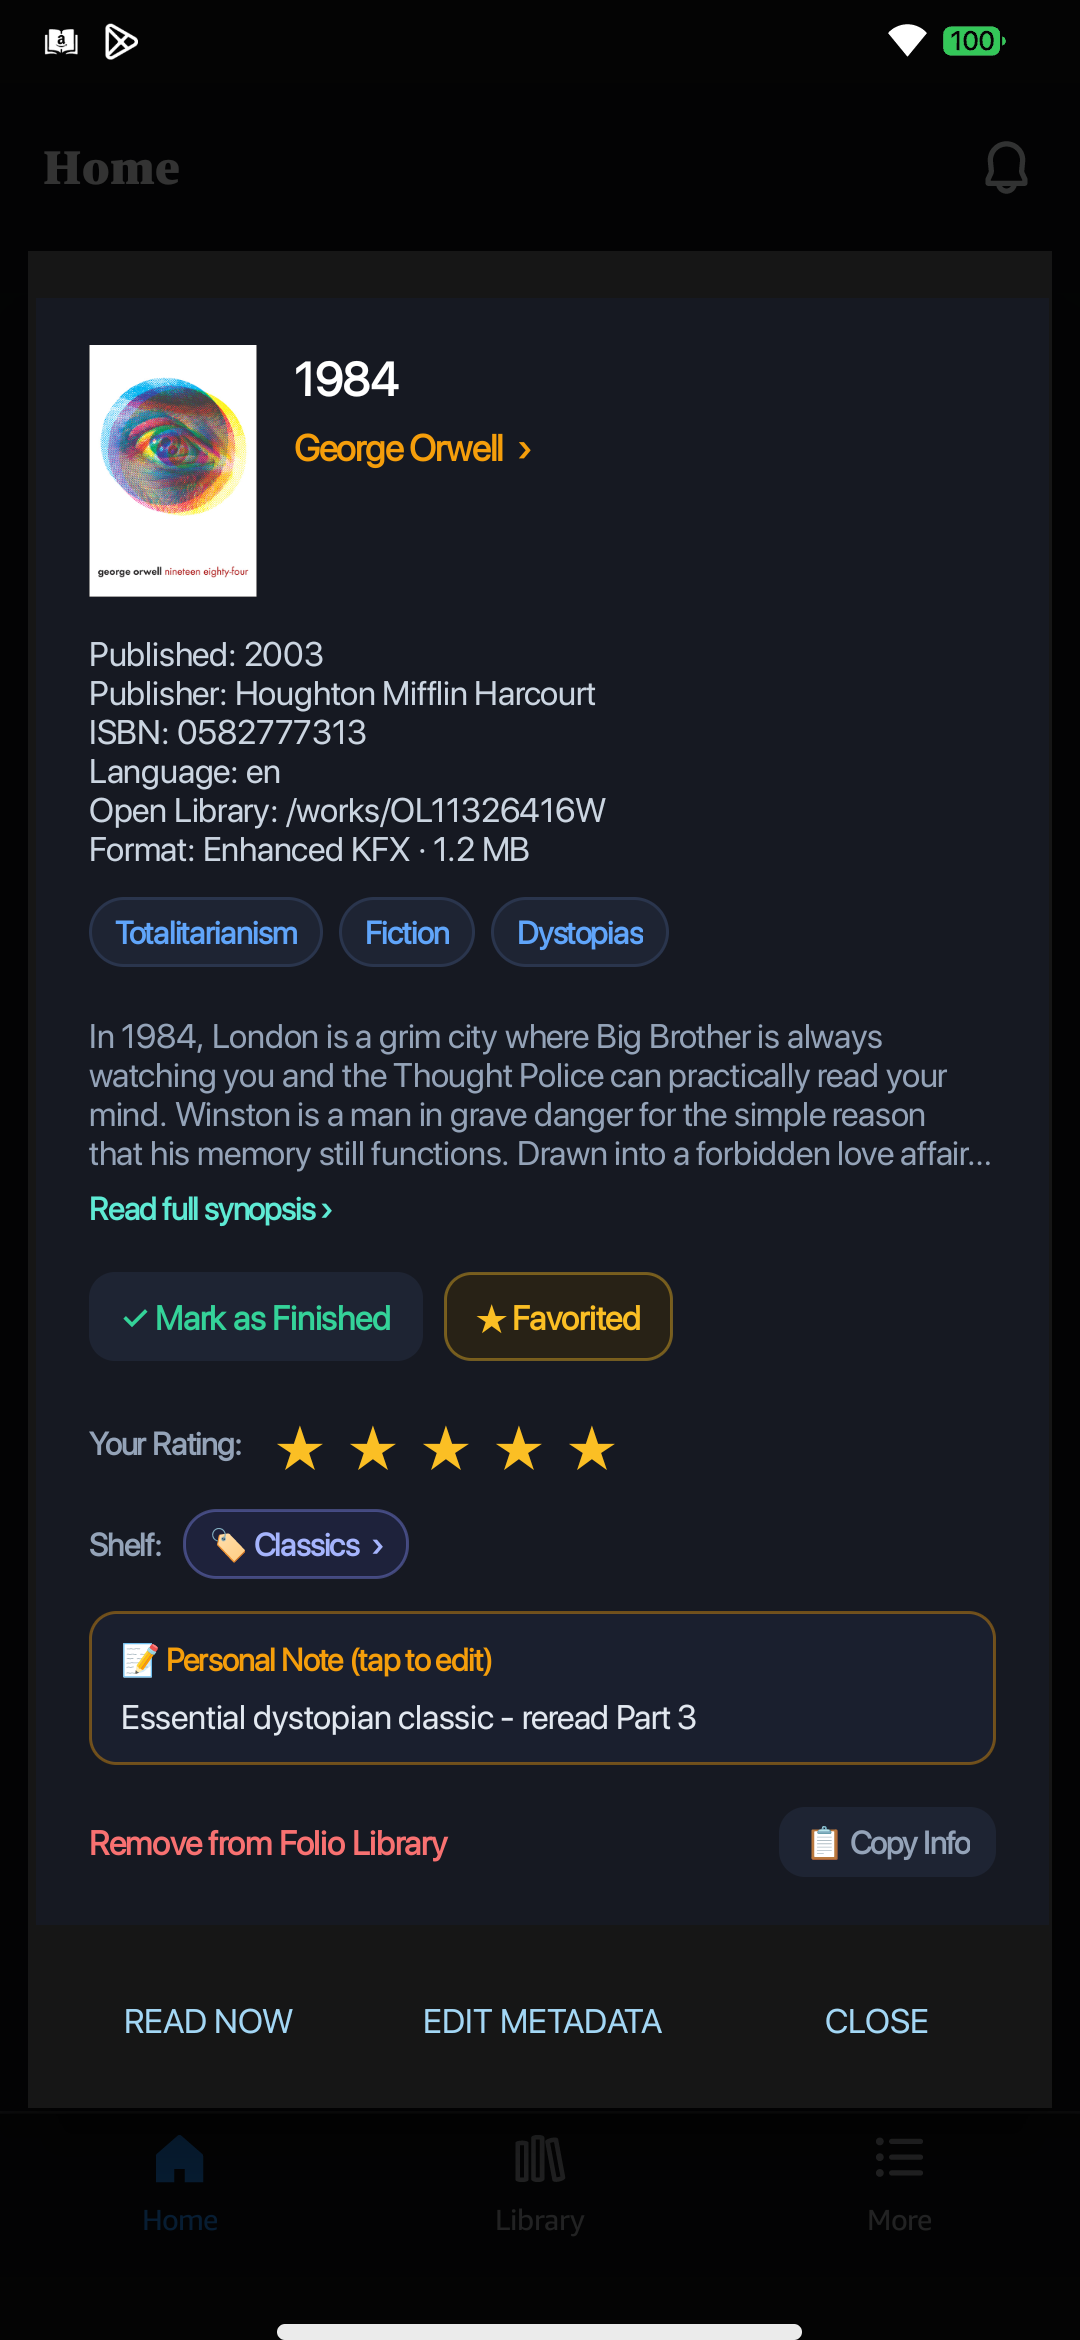 100
Home
1984
George Orwell ›
george orwell nineteen eighty-four
Published: 2003
Publisher: Houghton Mifflin Harcourt
ISBN: 0582777313
Language: en
Open Library: /works/OL11326416W
Format: Enhanced KFX · 1.2 MB
Totalitarianism Fiction Dystopias
In 1984, London is a grim city where Big Brother is always
watching you and the Thought Police can practically read your
mind. Winston is a man in grave danger for the simple reason
that his memory still functions. Drawn into a forbidden love affair...
Read full synopsis ›
✓ Mark as Finished ★ Favorited
Your Rating: ★ ★ ★ ★ ★
Shelf: 🏷️ Classics ›
📝 Personal Note (tap to edit)
Essential dystopian classic - reread Part 3
Remove from Folio Library 📋 Copy Info
READ NOW EDIT METADATA CLOSE
Home Library More